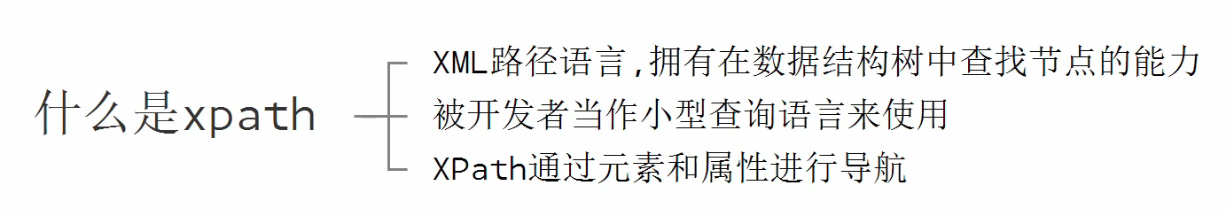 什么是xpath
XML路径语言,拥有在数据结构树中查找节点的能力
被开发者当作小型查询语言来使用
XPath通过元素和属性进行导航